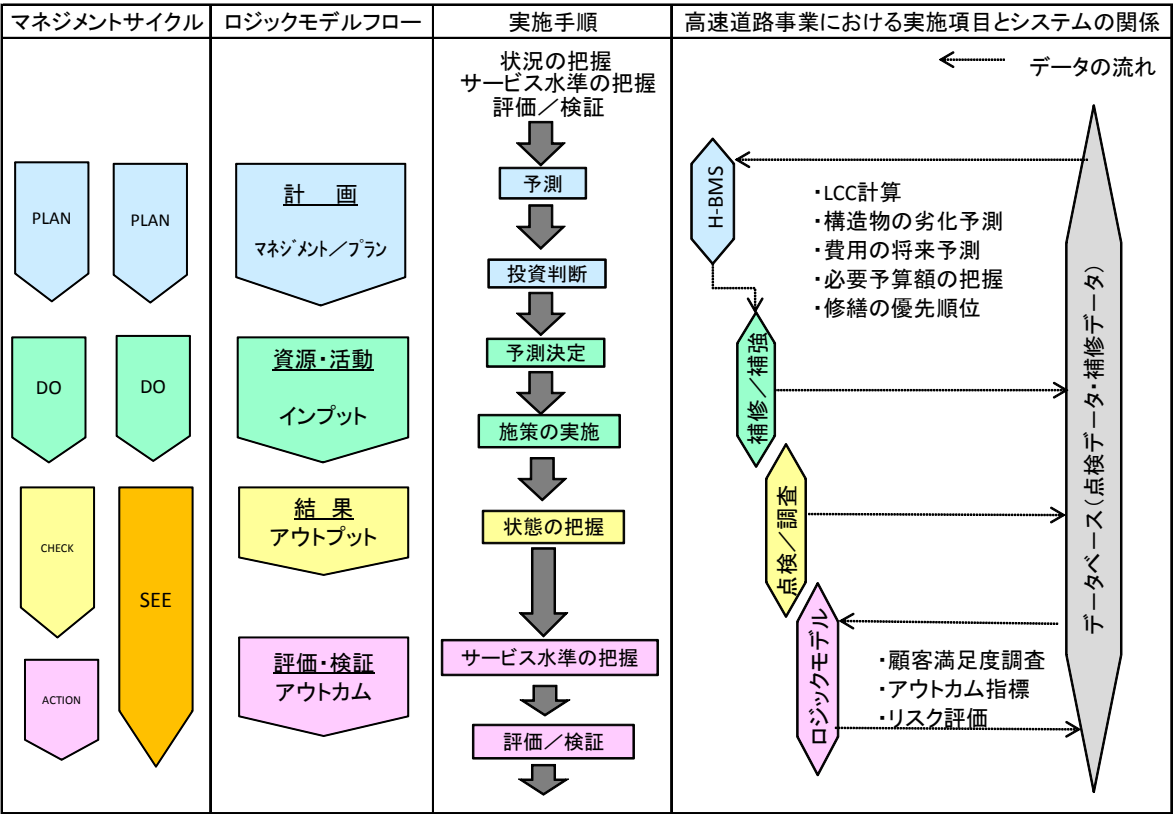 マネジメントサイクル
ロジックモデルフロー
実施手順
高速道路事業における実施項目とシステムの関係
PLAN
PLAN
DO
DO
CHECK
SEE
ACTION
計　画
マネジメント／プラン
資源・活動
インプット
結　果
アウトプット
評価・検証
アウトカム
状況の把握
サービス水準の把握
評価／検証
予測
投資判断
予測決定
施策の実施
状態の把握
サービス水準の把握
評価／検証
データの流れ
H-BMS
・LCC計算
・構造物の劣化予測
・費用の将来予測
・必要予算額の把握
・修繕の優先順位
補修／補強
点検／調査
ロジックモデル
・顧客満足度調査
・アウトカム指標
・リスク評価
データベース（点検データ・補修データ）